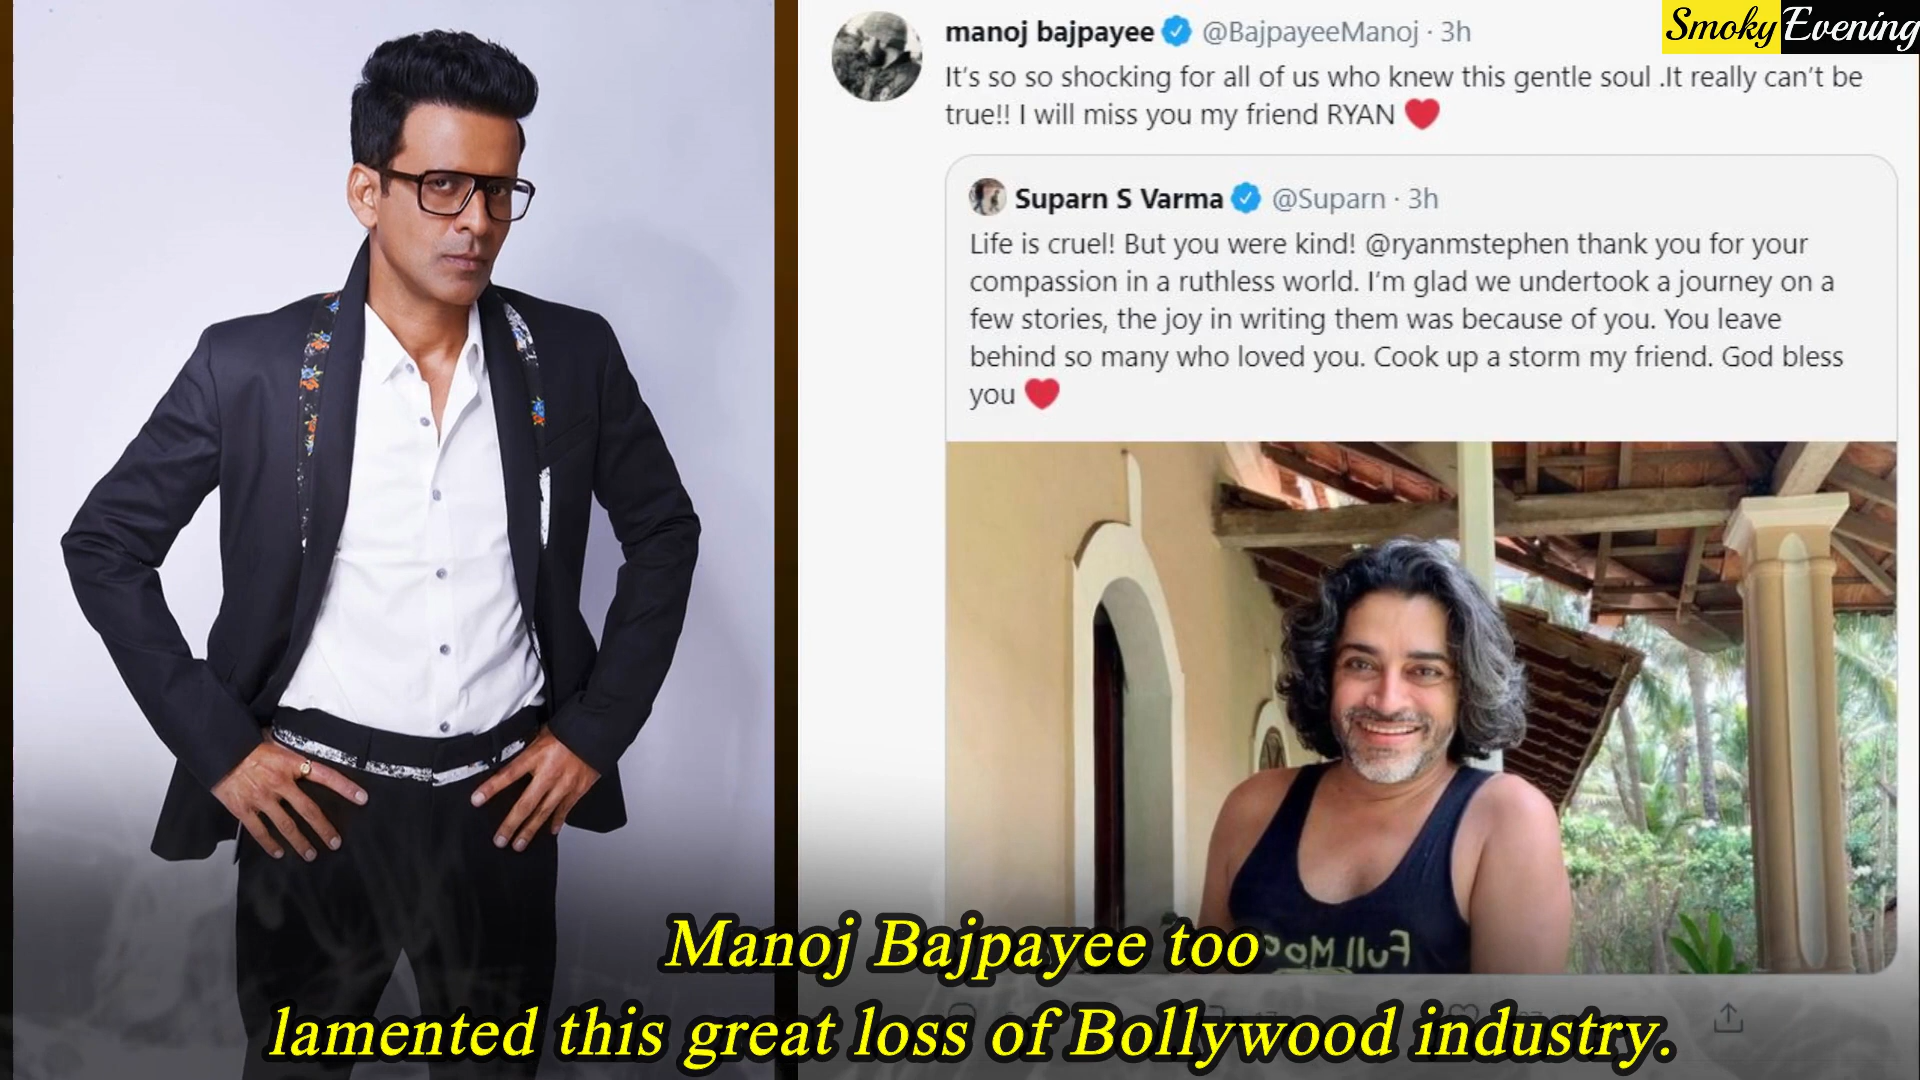 Smoky Evening
manoj bajpayee @BajpayeeManoj · 3h
It's so so shocking for all of us who knew this gentle soul .It really can't be
true!! I will miss you my friend RYAN ❤️
Suparn S Varma @Suparn · 3h
Life is cruel! But you were kind! @ryanmstephen thank you for your
compassion in a ruthless world. I'm glad we undertook a journey on a
few stories, the joy in writing them was because of you. You leave
behind so many who loved you. Cook up a storm my friend. God bless
you ❤️
Manoj Bajpayee too
lamented this great loss of Bollywood industry.